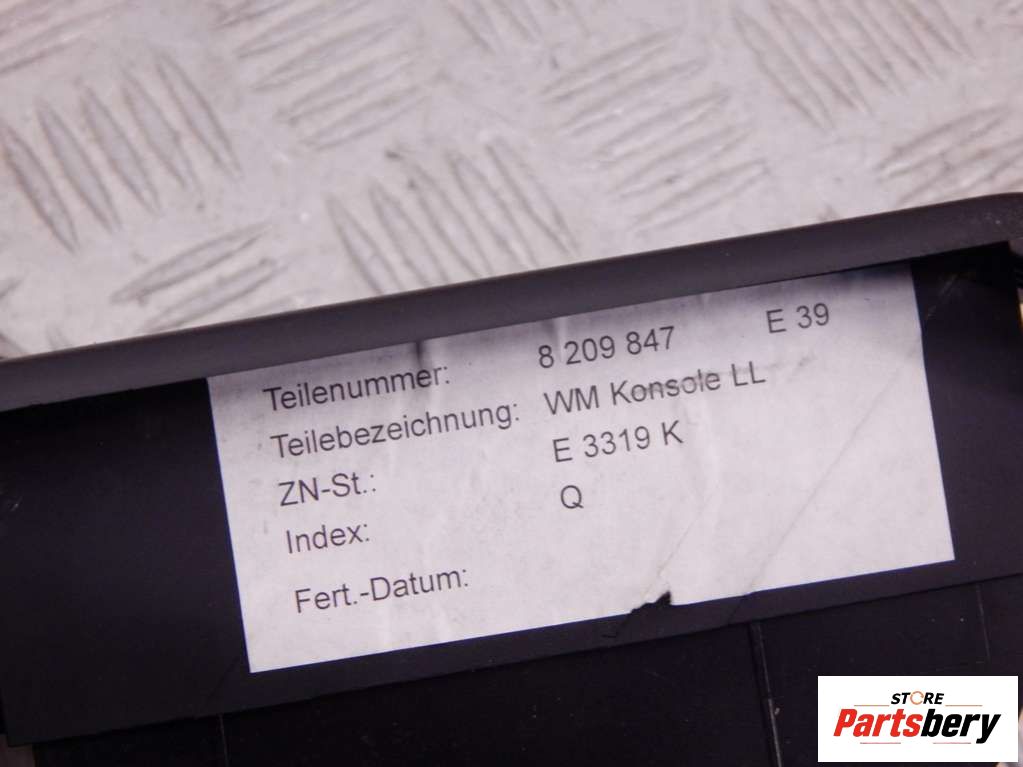 Teilenummer: 8 209 847 E 39
Teilebezeichnung: WM Konsole LL
ZN-St.: E 3319 K
Index: Q
Fert.-Datum:
STORE
Partsbery